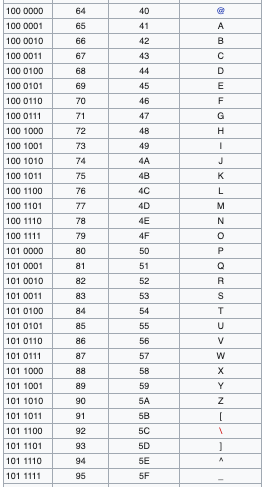 100 0000 64 40 @
100 0001 65 41 A
100 0010 66 42 B
100 0011 67 43 C
100 0100 68 44 D
100 0101 69 45 E
100 0110 70 46 F
100 0111 71 47 G
100 1000 72 48 H
100 1001 73 49 I
100 1010 74 4A J
100 1011 75 4B K
100 1100 76 4C L
100 1101 77 4D M
100 1110 78 4E N
100 1111 79 4F O
101 0000 80 50 P
101 0001 81 51 Q
101 0010 82 52 R
101 0011 83 53 S
101 0100 84 54 T
101 0101 85 55 U
101 0110 86 56 V
101 0111 87 57 W
101 1000 88 58 X
101 1001 89 59 Y
101 1010 90 5A Z
101 1011 91 5B [
101 1100 92 5C \
101 1101 93 5D ]
101 1110 94 5E ^
101 1111 95 5F _